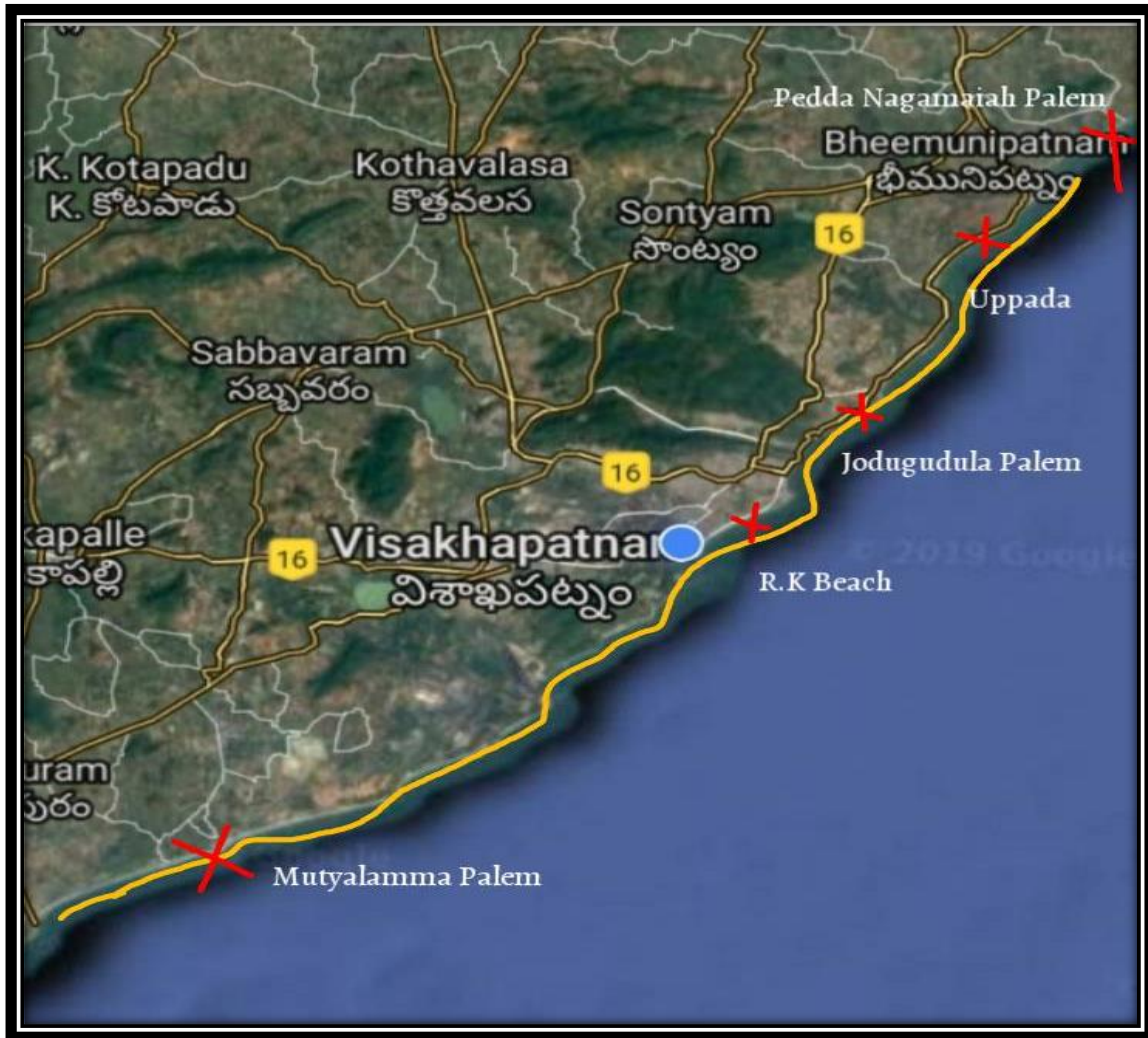 Pedda Nagamaiah Palem
Bheemunipatnam
భీమునిపట్నం
K. Kotapadu
K. కోటపాడు
Kothavalasa
కొత్తవలస
Sontyam
సొంట్యం
16
Uppada
Sabbavaram
సబ్బవరం
Jodugudula Palem
16
kapalle
కాపల్లి
16
Visakhapatna
విశాఖపట్నం
© 2019 Google
R.K Beach
uram
పురం
Mutyalamma Palem